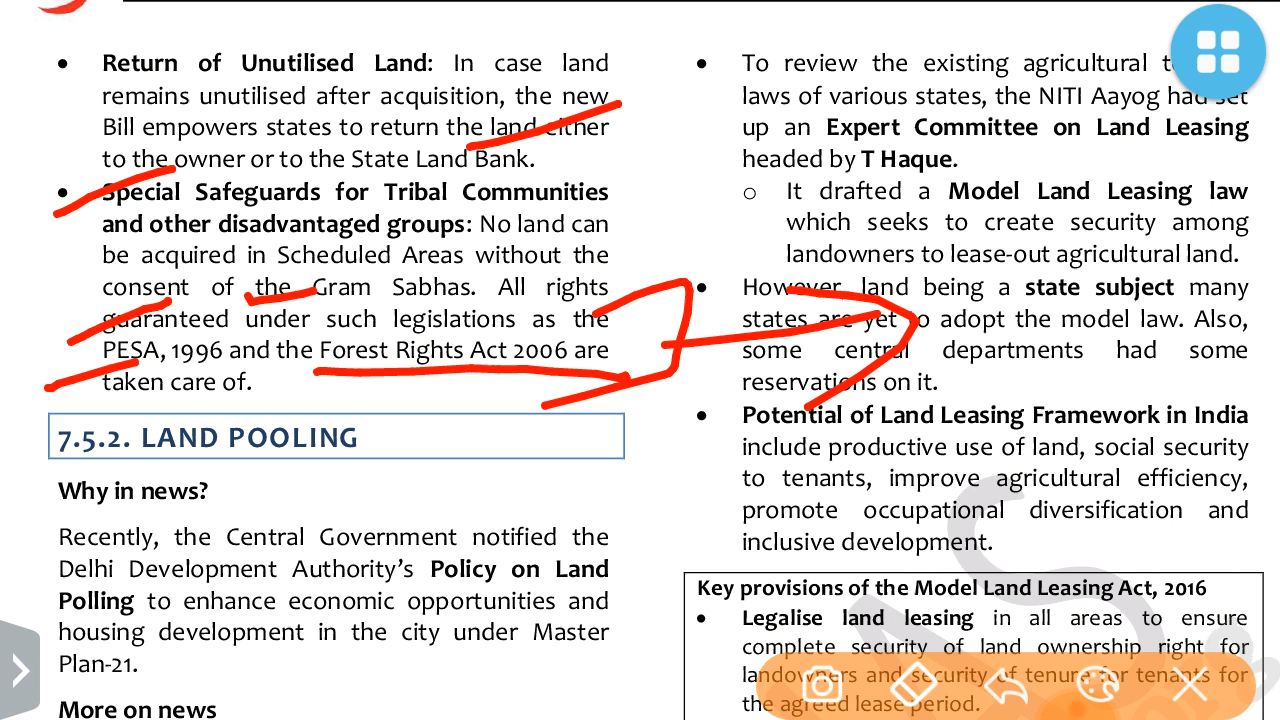 • Return of Unutilised Land: In case land
remains unutilised after acquisition, the new
Bill empowers states to return the land either
to the owner or to the State Land Bank.
• Special Safeguards for Tribal Communities
and other disadvantaged groups: No land can
be acquired in Scheduled Areas without the
consent of the Gram Sabhas. All rights
guaranteed under such legislations as the
PESA, 1996 and the Forest Rights Act 2006 are
taken care of.
7.5.2. LAND POOLING
Why in news?
Recently, the Central Government notified the
Delhi Development Authority's Policy on Land
Polling to enhance economic opportunities and
housing development in the city under Master
Plan-21.
More on news
• To review the existing agricultural
laws of various states, the NITI Aayog had set
up an Expert Committee on Land Leasing
headed by T Haque.
o It drafted a Model Land Leasing law
which seeks to create security among
landowners to lease-out agricultural land.
• However, land being a state subject many
states are yet to adopt the model law. Also,
some central departments had some
reservations on it.
• Potential of Land Leasing Framework in India
include productive use of land, social security
to tenants, improve agricultural efficiency,
promote occupational diversification and
inclusive development.
Key provisions of the Model Land Leasing Act, 2016
• Legalise land leasing in all areas to ensure
complete security of land ownership right for
landowners and security of tenure for tenants for
the agreed lease period.